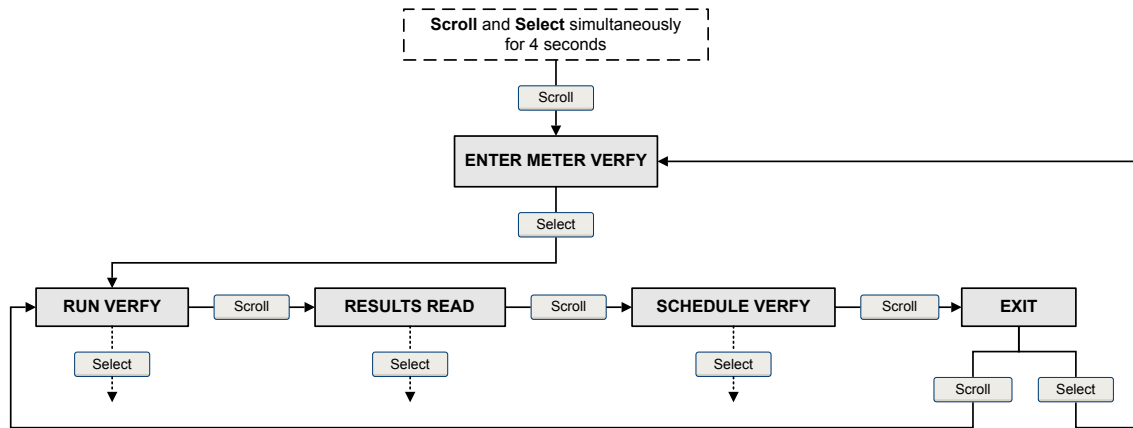 Scroll and Select simultaneously
for 4 seconds
Scroll
ENTER METER VERFY
Select
RUN VERFY
Scroll
RESULTS READ
Scroll
SCHEDULE VERFY
Scroll
EXIT
Select
Select
Select
Scroll
Select